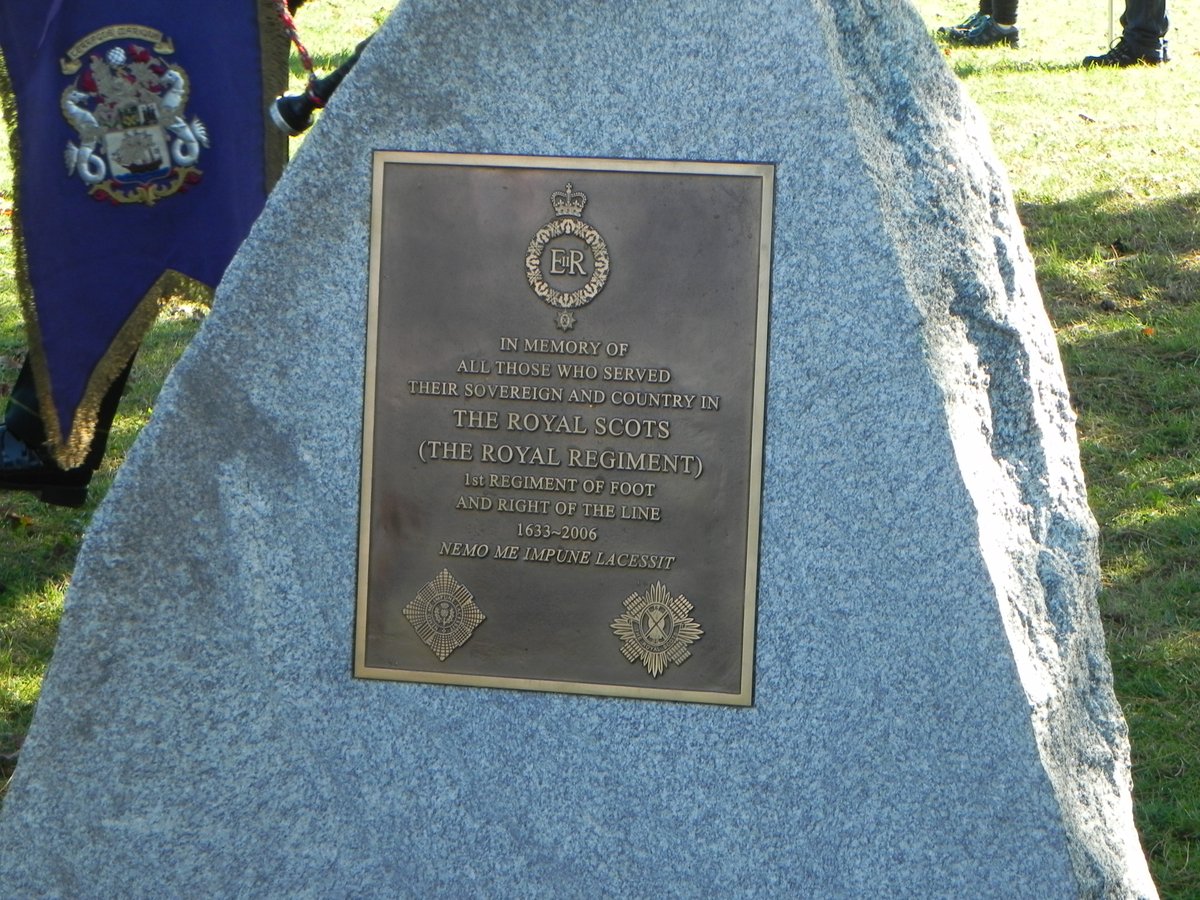 EIIR
IN MEMORY OF
ALL THOSE WHO SERVED
THEIR SOVEREIGN AND COUNTRY IN
THE ROYAL SCOTS
(THE ROYAL REGIMENT)
1st REGIMENT OF FOOT
AND RIGHT OF THE LINE
1633~2006
NEMO ME IMPUNE LACESSIT